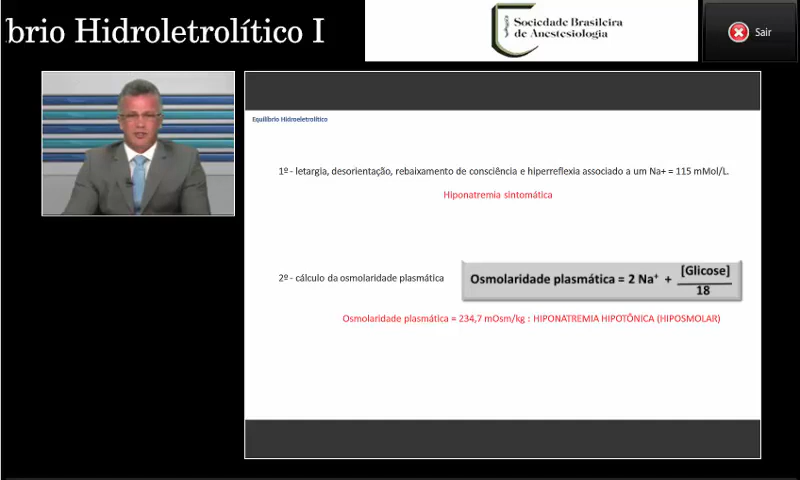 brio Hidroletrolítico I
Sociedade Brasileira
de Anestesiologia
Sair
Equilíbrio Hidroeletrolítico
1º - letargia, desorientação, rebaixamento de consciência e hiperreflexia associado a um Na+ = 115 mMol/L.
Hiponatremia sintomática
2º - cálculo da osmolaridade plasmática
Osmolaridade plasmática = 2 Na⁺ + [Glicose]
18
Osmolaridade plasmática = 234,7 mOsm/kg : HIPONATREMIA HIPOTÔNICA (HIPOSMOLAR)